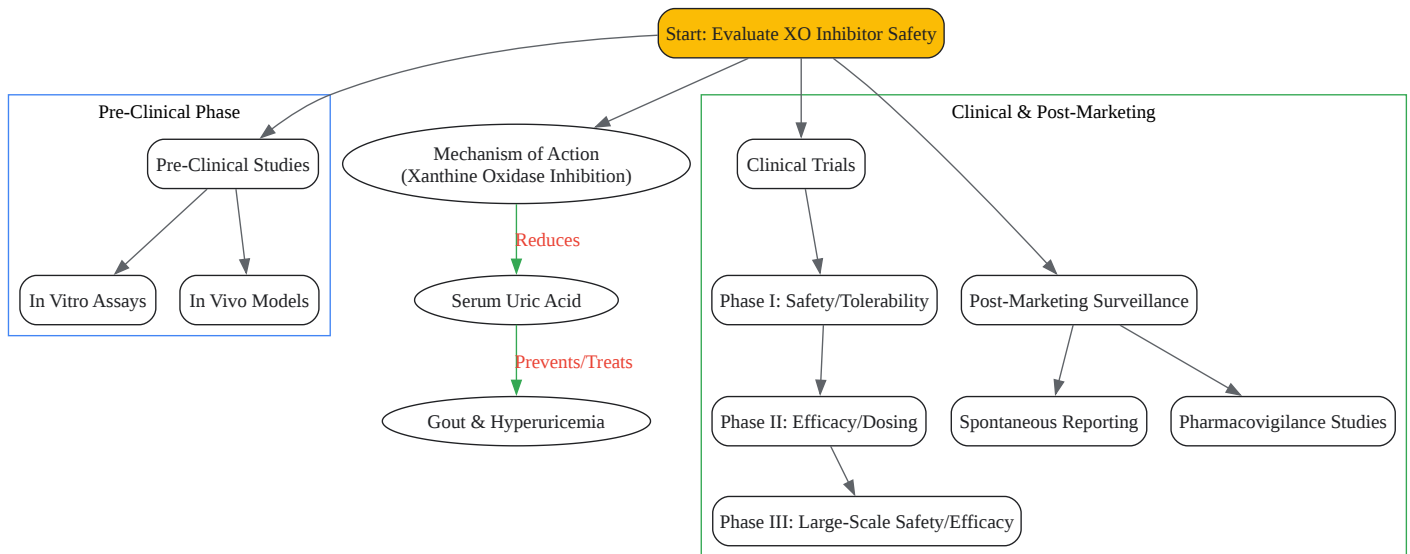 Start: Evaluate XO Inhibitor Safety
Pre-Clinical Phase
Pre-Clinical Studies
In Vitro Assays
In Vivo Models
Mechanism of Action
(Xanthine Oxidase Inhibition)
Reduces
Serum Uric Acid
Prevents/Treats
Gout & Hyperuricemia
Clinical & Post-Marketing
Clinical Trials
Phase I: Safety/Tolerability
Phase II: Efficacy/Dosing
Phase III: Large-Scale Safety/Efficacy
Post-Marketing Surveillance
Spontaneous Reporting
Pharmacovigilance Studies